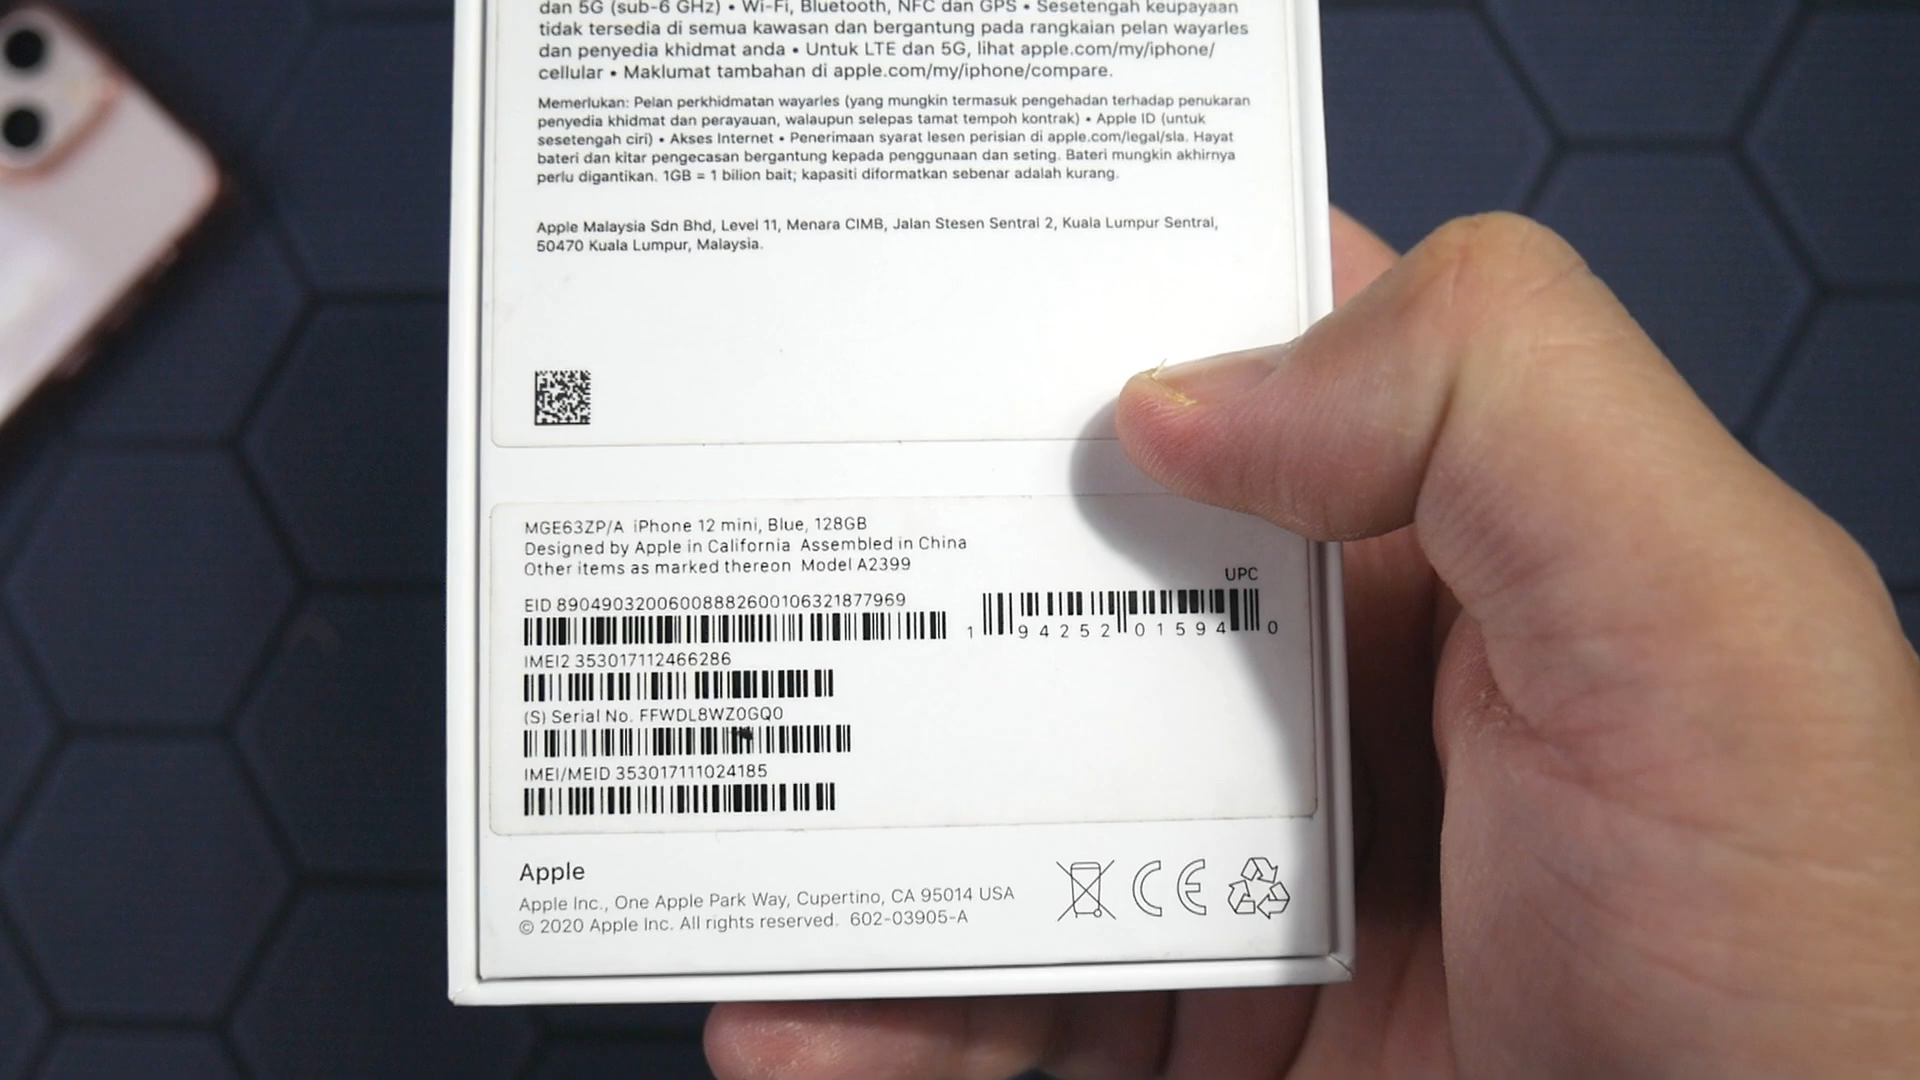 dan 5G (sub-6 GHz) • Wi-Fi, Bluetooth, NFC dan GPS • Sesetengah keupayaan
tidak tersedia di semua kawasan dan bergantung pada rangkaian pelan wayarles
dan penyedia khidmat anda • Untuk LTE dan 5G, lihat apple.com/my/iphone/
cellular • Maklumat tambahan di apple.com/my/iphone/compare.
Memerlukan: Pelan perkhidmatan wayarles (yang mungkin termasuk pengehadan terhadap penukaran
penyedia khidmat dan perayauan, walaupun selepas tamat tempoh kontrak) • Apple ID (untuk
sesetengah ciri) • Akses Internet • Penerimaan syarat lesen perisian di apple.com/legal/sla. Hayat
bateri dan kitar pengecasan bergantung kepada penggunaan dan seting. Bateri mungkin akhirnya
perlu digantikan. 1GB = 1 bilion bait; kapasiti diformatkan sebenar adalah kurang.
Apple Malaysia Sdn Bhd, Level 11, Menara CIMB, Jalan Stesen Sentral 2, Kuala Lumpur Sentral,
50470 Kuala Lumpur, Malaysia.
MGE63ZP/A iPhone 12 mini, Blue, 128GB
Designed by Apple in California Assembled in China
Other items as marked thereon Model A2399
UPC
EID 89049032006008882600106321877969
1 94252 01594 0
IMEI2 353017112466286
(S) Serial No. FFWDL8WZ0GQ0
IMEI/MEID 353017111024185
Apple
Apple Inc., One Apple Park Way, Cupertino, CA 95014 USA
© 2020 Apple Inc. All rights reserved. 602-03905-A
CE